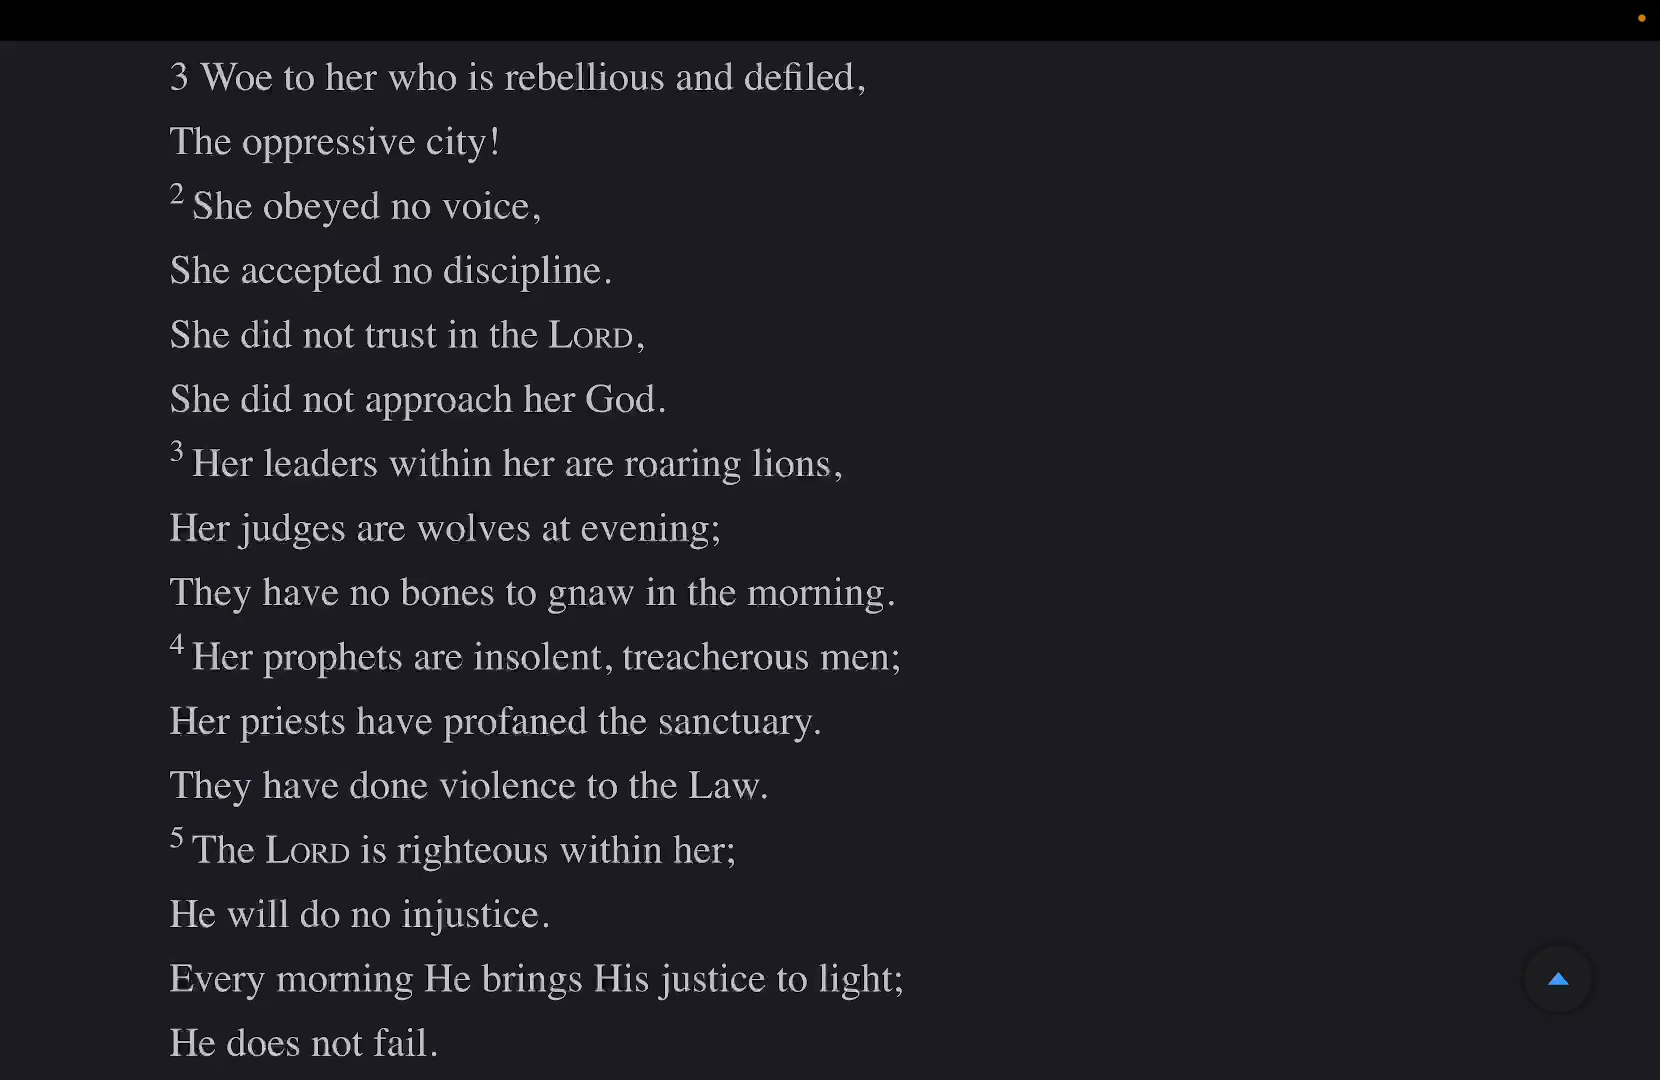 3 Woe to her who is rebellious and defiled,
The oppressive city!
2 She obeyed no voice,
She accepted no discipline.
She did not trust in the LORD,
She did not approach her God.
3 Her leaders within her are roaring lions,
Her judges are wolves at evening;
They have no bones to gnaw in the morning.
4 Her prophets are insolent, treacherous men;
Her priests have profaned the sanctuary.
They have done violence to the Law.
5 The LORD is righteous within her;
He will do no injustice.
Every morning He brings His justice to light;
He does not fail.